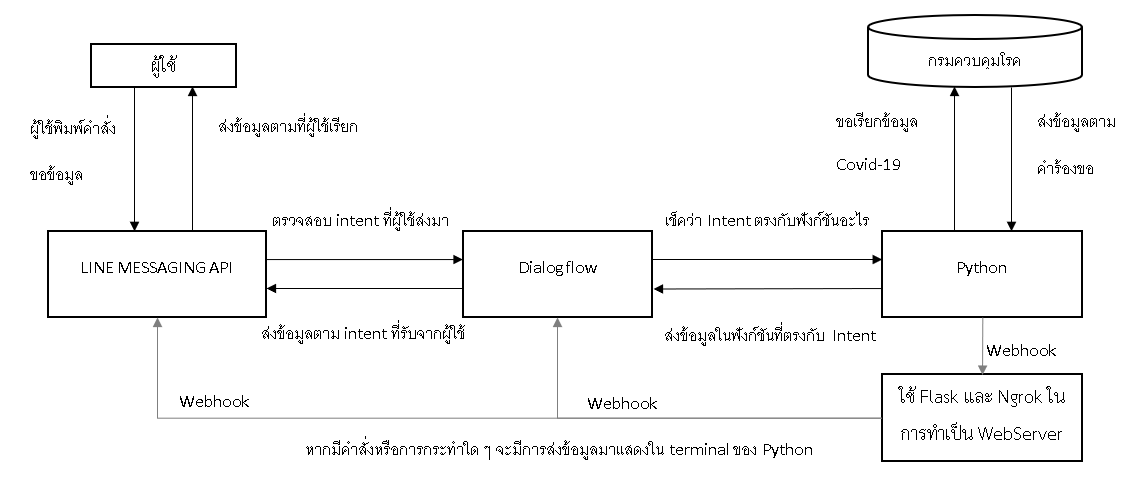 ผู้ใช้
กรมควบคุมโรค
ผู้ใช้พิมพ์คำสั่ง
ขอข้อมูล
ส่งข้อมูลตามที่ผู้ใช้เรียก
ขอเรียกข้อมูล
Covid-19
ส่งข้อมูลตาม
คำร้องขอ
ตรวจสอบ intent ที่ผู้ใช้ส่งมา
เช็คว่า Intent ตรงกับฟังก์ชันอะไร
LINE MESSAGING API
Dialogflow
Python
ส่งข้อมูลตาม intent ที่รับจากผู้ใช้
ส่งข้อมูลในฟังก์ชันที่ตรงกับ Intent
Webhook
Webhook
Webhook
ใช้ Flask และ Ngrok ใน
การทำเป็น WebServer
หากมีคำสั่งหรือการกระทำใด ๆ จะมีการส่งข้อมูลมาแสดงใน terminal ของ Python